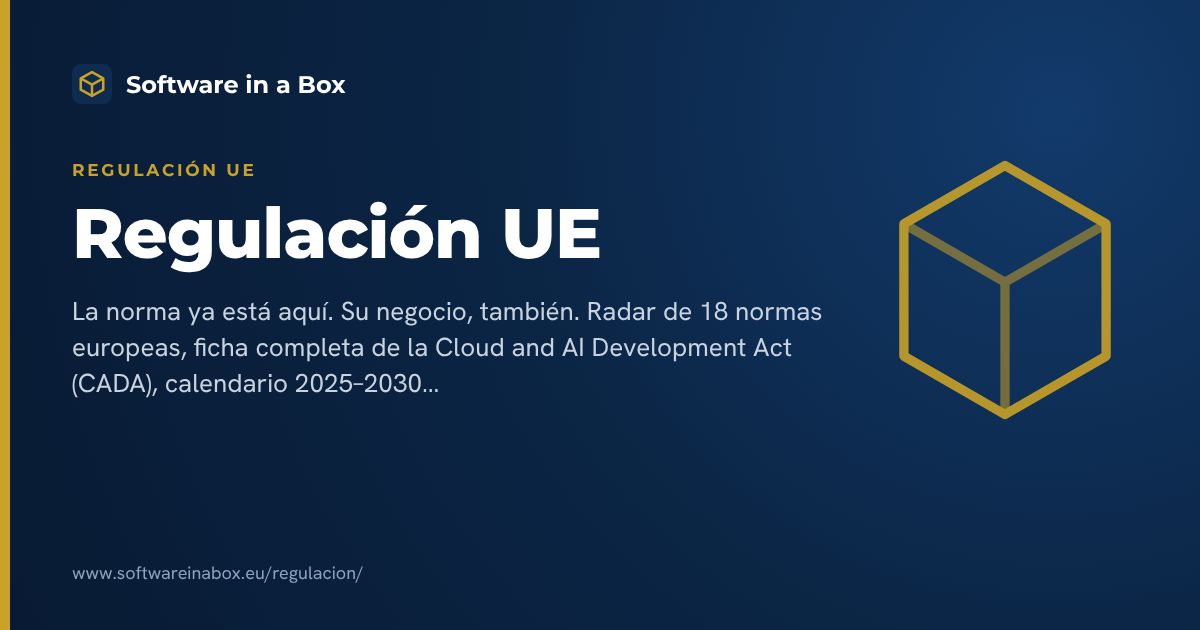 Software in a Box
REGULACIÓN UE
Regulación UE
La norma ya está aquí. Su negocio, también. Radar de 18 normas
europeas, ficha completa de la Cloud and AI Development Act
(CADA), calendario 2025–2030…
www.softwareinabox.eu/regulacion/